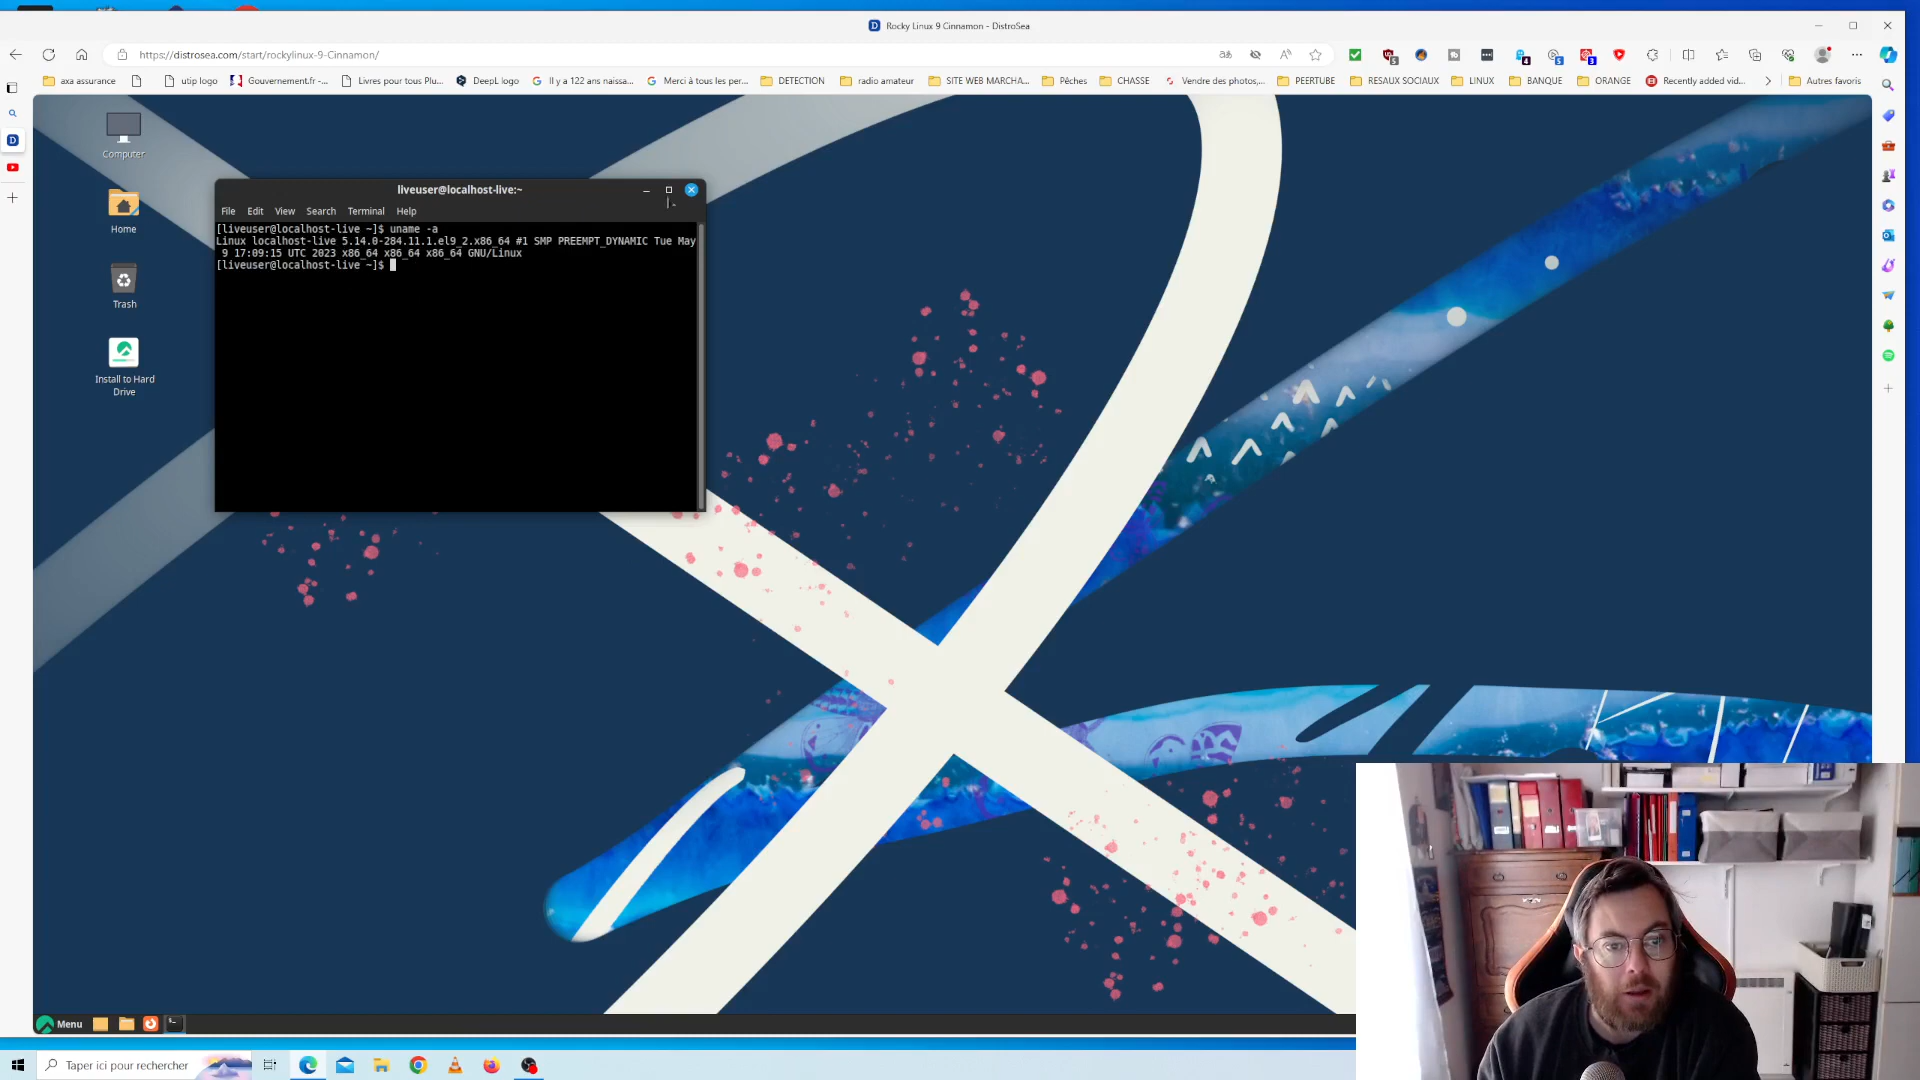 Rocky Linux 9 Cinnamon - DistroSea
https://distrosea.com/start/rockylinux-9-Cinnamon/
axa assurance
utip logo
Gouvernement.fr -...
Livres pour tous Plu...
DeepL logo
Il y a 122 ans naissa...
Merci à tous les per...
DETECTION
radio amateur
SITE WEB MARCHA...
Pêches
CHASSE
Vendre des photos,...
PEERTUBE
RESAUX SOCIAUX
LINUX
BANQUE
ORANGE
Recently added vid...
Autres favoris
Computer
Home
Trash
Install to Hard
Drive
liveuser@localhost-live:~
File Edit View Search Terminal Help
[liveuser@localhost-live ~]$ uname -a
Linux localhost-live 5.14.0-284.11.1.el9_2.x86_64 #1 SMP PREEMPT_DYNAMIC Tue May
9 17:09:15 UTC 2023 x86_64 x86_64 x86_64 GNU/Linux
[liveuser@localhost-live ~]$
Menu
Taper ici pour rechercher